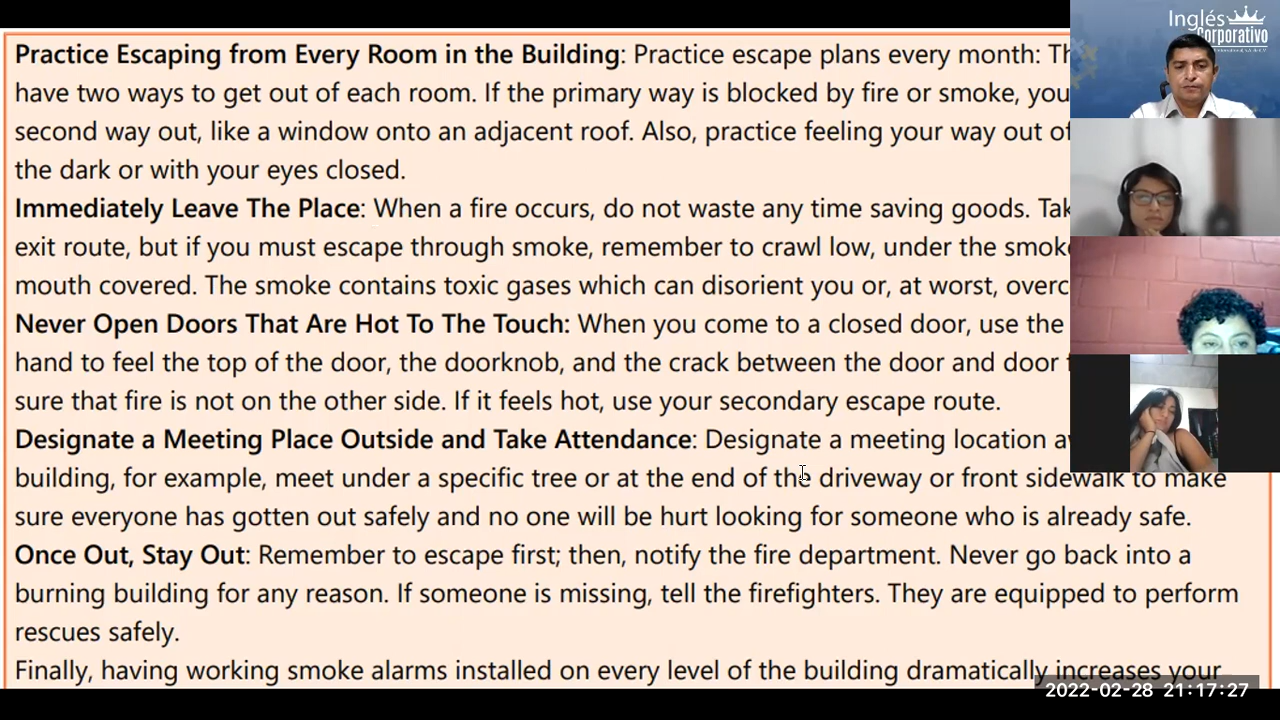 Practice Escaping from Every Room in the Building: Practice escape plans every month:
have two ways to get out of each room. If the primary way is blocked by fire or smoke, you
second way out, like a window onto an adjacent roof. Also, practice feeling your way out of
the dark or with your eyes closed.
Immediately Leave The Place: When a fire occurs, do not waste any time saving goods.
exit route, but if you must escape through smoke, remember to crawl low, under the smoke
mouth covered. The smoke contains toxic gases which can disorient you or, at worst,
Never Open Doors That Are Hot To The Touch: When you come to a closed door, use the
hand to feel the top of the door, the doorknob, and the crack between the door and door
sure that fire is not on the other side. If it feels hot, use your secondary escape route.
Designate a Meeting Place Outside and Take Attendance: Designate a meeting location
building, for example, meet under a specific tree or at the end of the driveway or front sidewalk to make
sure everyone has gotten out safely and no one will be hurt looking for someone who is already safe.
Once Out, Stay Out: Remember to escape first; then, notify the fire department. Never go back into a
burning building for any reason. If someone is missing, tell the firefighters. They are equipped to perform
rescues safely.
Finally, having working smoke alarms installed on every level of the building dramatically increases your
Inglés
Corporativo
2022-02-28 21:17:27